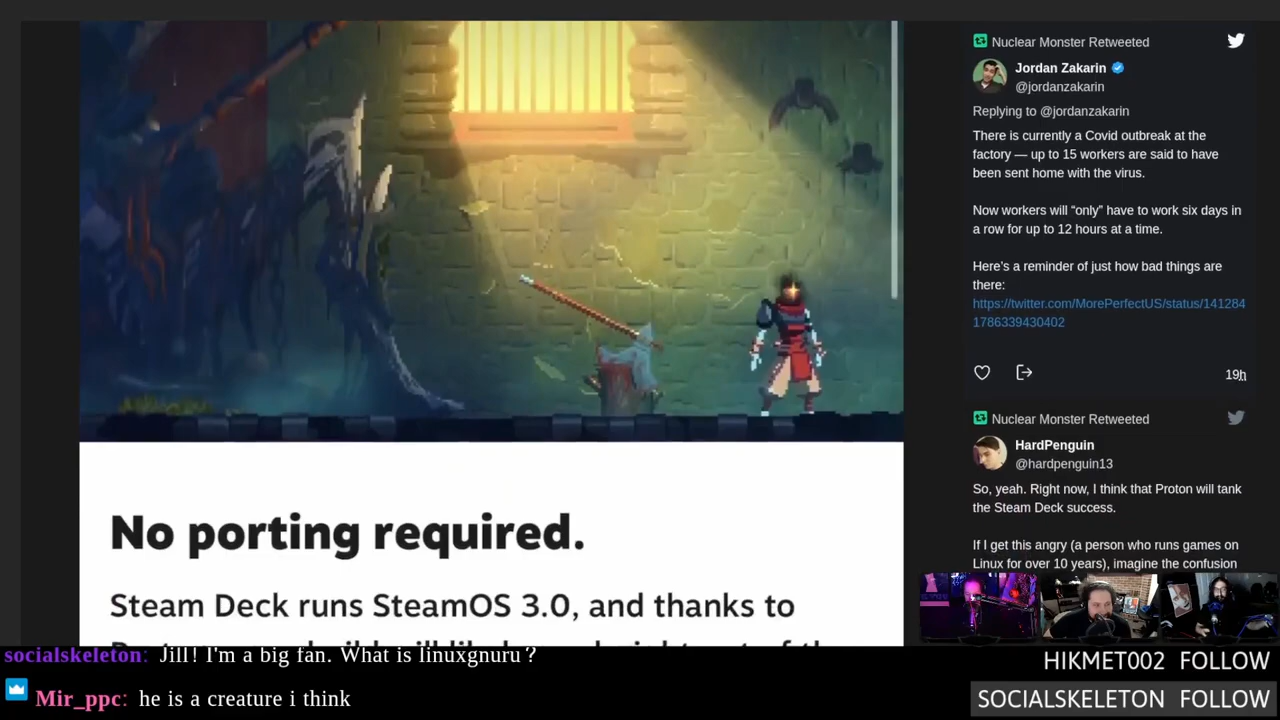 No porting required.
Steam Deck runs SteamOS 3.0, and thanks to
Nuclear Monster Retweeted
Jordan Zakarin
@jordanzakarin
Replying to @jordanzakarin
There is currently a Covid outbreak at the
factory — up to 15 workers are said to have
been sent home with the virus.
Now workers will “only” have to work six days in
a row for up to 12 hours at a time.
Here’s a reminder of just how bad things are
there:
https://twitter.com/MorePerfectUS/status/141284
1786339430402
19h
Nuclear Monster Retweeted
HardPenguin
@hardpenguin13
So, yeah. Right now, I think that Proton will tank
the Steam Deck success.
If I get this angry (a person who runs games on
Linux for over 10 years), imagine the confusion
socialskeleton: Jill! I'm a big fan. What is linuxgnuru?
Mir_ppc: he is a creature i think
HIKMET002 FOLLOW
SOCIALSKELETON FOLLOW